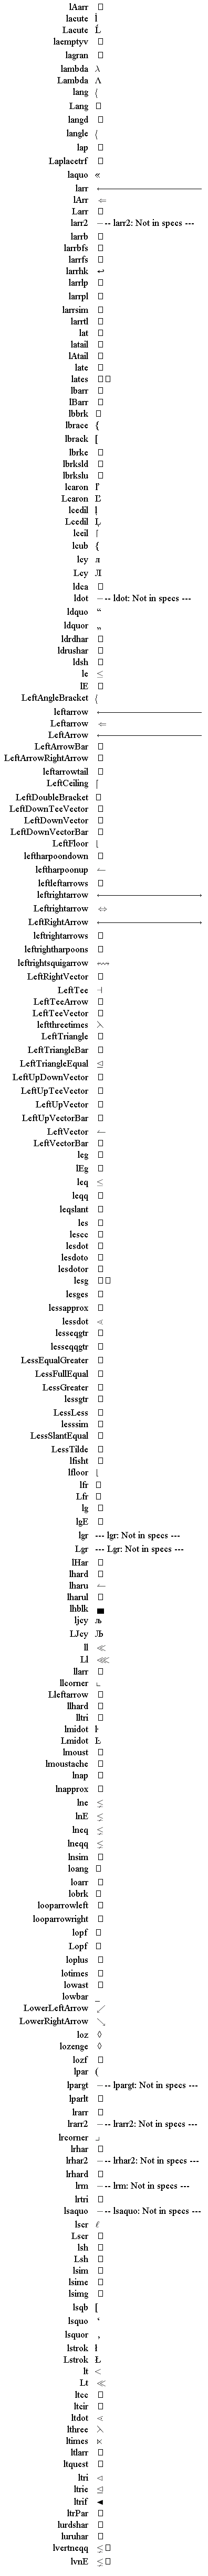 lAarr □
lacute ĺ
Lacute Ĺ
laemptyv □
lagran □
lambda λ
Lambda Λ
lang ⟨
Lang □
langd □
langle ⟨
lap □
Laplacetrf □
laquo «
larr ←
lArr ⇐
Larr □
larr2 --- larr2: Not in specs ---
larrb □
larrbfs □
larrfs □
larrhk ↩
larrlp □
larrpl □
larrsim □
larrtl □
lat □
latail □
lAtail □
late □
lates □□
lbarr □
lBarr □
lbbrk □
lbrace {
lbrack [
lbrke □
lbrksld □
lbrkslu □
lcaron ľ
Lcaron Ľ
lcedil ļ
Lcedil Ļ
lceil ⌈
lcub {
lcy л
Lcy Л
ldca □
ldot --- ldot: Not in specs ---
ldquo “
ldquor „
ldrdhar □
ldrushar □
ldsh □
le ≤
lE □
LeftAngleBracket ⟨
leftarrow ←
Leftarrow ⇐
LeftArrow ←
LeftArrowBar □
LeftArrowRightArrow □
leftarrowtail □
LeftCeiling ⌈
LeftDoubleBracket □
LeftDownTeeVector □
LeftDownVector □
LeftDownVectorBar □
LeftFloor ⌊
leftharpoondown □
leftharpoonup ↼
leftleftarrows □
leftrightarrow ↔
Leftrightarrow ⇔
LeftRightArrow ↔
leftrightarrows □
leftrightharpoons □
leftrightsquigarrow ↭
LeftRightVector □
LeftTee ⊣
LeftTeeArrow □
LeftTeeVector □
leftthreetimes ⋋
LeftTriangle □
LeftTriangleBar □
LeftTriangleEqual ⊴
LeftUpDownVector □
LeftUpTeeVector □
LeftUpVector □
LeftUpVectorBar □
LeftVector ↼
LeftVectorBar □
leg □
lEg □
leq ≤
leqq □
leqslant □
les □
lescc □
lesdot □
lesdoto □
lesdotor □
lesg □□
lesges □
lessapprox □
lessdot ⋖
lesseqgtr □
lesseqqgtr □
LessEqualGreater □
LessFullEqual □
LessGreater □
lessgtr □
LessLess □
lesssim □
LessSlantEqual □
LessTilde □
lfisht □
lfloor ⌊
lfr □
Lfr □
lg □
lgE □
lgr --- lgr: Not in specs ---
Lgr --- Lgr: Not in specs ---
lHar □
lhard □
lharu ↼
lharul □
lhblk ▄
ljcy љ
LJcy Љ
ll ≪
Ll ⋘
llarr □
llcorner ⌞
Lleftarrow □
llhard □
lltri □
lmidot ŀ
Lmidot Ŀ
lmoust □
lmoustache □
lnap □
lnapprox □
lne ≨
lnE ≨
lneq ≨
lneqq ≨
lnsim □
loang □
loarr □
lobrk □
looparrowleft □
looparrowright □
lopf □
Lopf □
loplus □
lotimes □
lowast □
lowbar _
LowerLeftArrow ↙
LowerRightArrow ↘
loz ◊
lozenge ◊
lozf □
lpar (
lpargt --- lpargt: Not in specs ---
lparlt □
lrarr □
lrarr2 --- lrarr2: Not in specs ---
lrcorner ⌟
lrhar □
lrhar2 --- lrhar2: Not in specs ---
lrhard □
lrm --- lrm: Not in specs ---
lrtri □
lsaquo --- lsaquo: Not in specs ---
lscr ℓ
Lscr □
lsh □
Lsh □
lsim □
lsime □
lsimg □
lsqb [
lsquo ‘
lsquor ‚
lstrok ł
Lstrok Ł
lt <
Lt ≪
ltcc □
ltcir □
ltdot ⋖
lthree ⋋
ltimes ⋉
ltlarr □
ltquest □
ltri ◃
ltrie ⊴
ltrif ◂
ltrPar □
lurdshar □
luruhar □
lvertneqq ≨□
lvnE ≨□